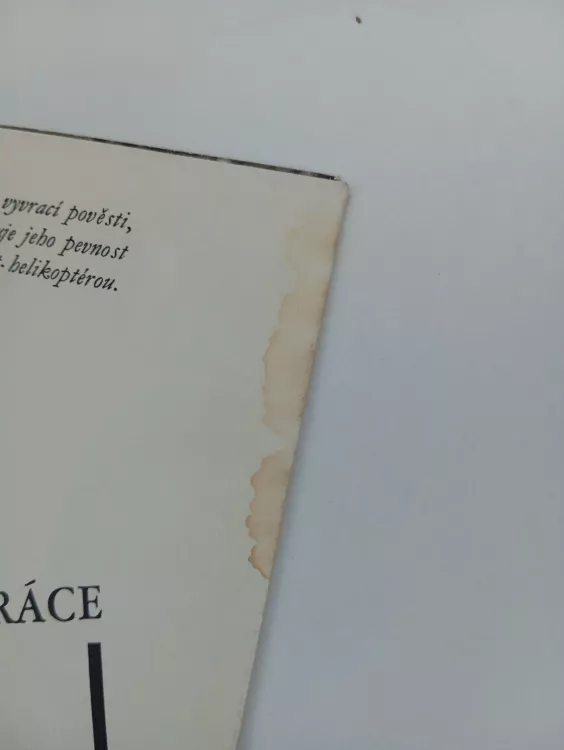 vyvrací pověsti,
je jeho pevnost
helikoptérou.
RÁCE